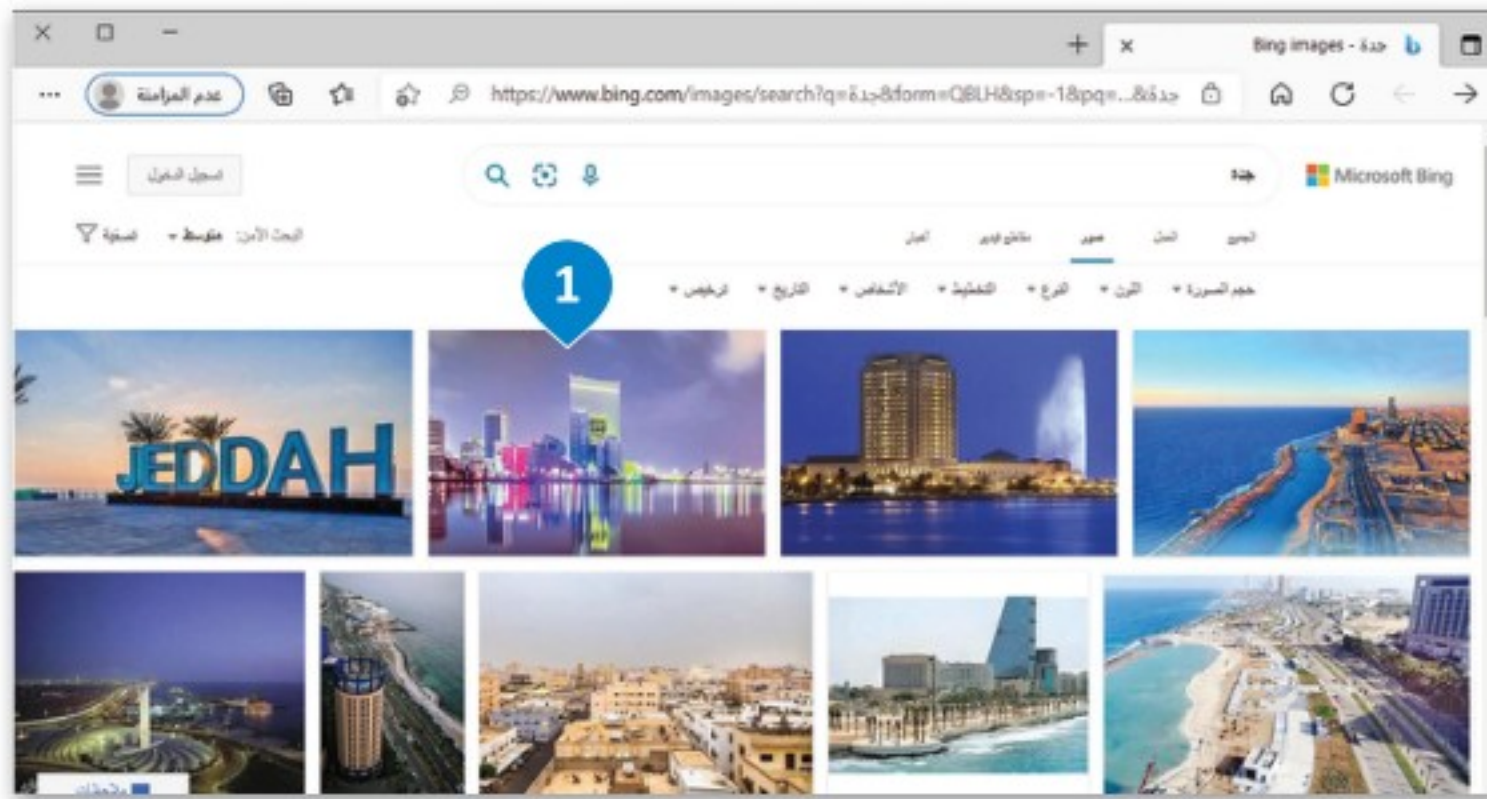 Bing images - جدة
https://www.bing.com/images/search?q=جدة&form=QBLH&sp=-1&pq=...&جدة
عدم المزامنة
Microsoft Bing
جدة
تسجيل الدخول
الجميع العمل صور مقاطع فيديو أخبار
البحث الآمن: متوسط تصفية
حجم الصورة اللون النوع التخطيط الأشخاص التاريخ ترخيص
1
JEDDAH
ملاحظات